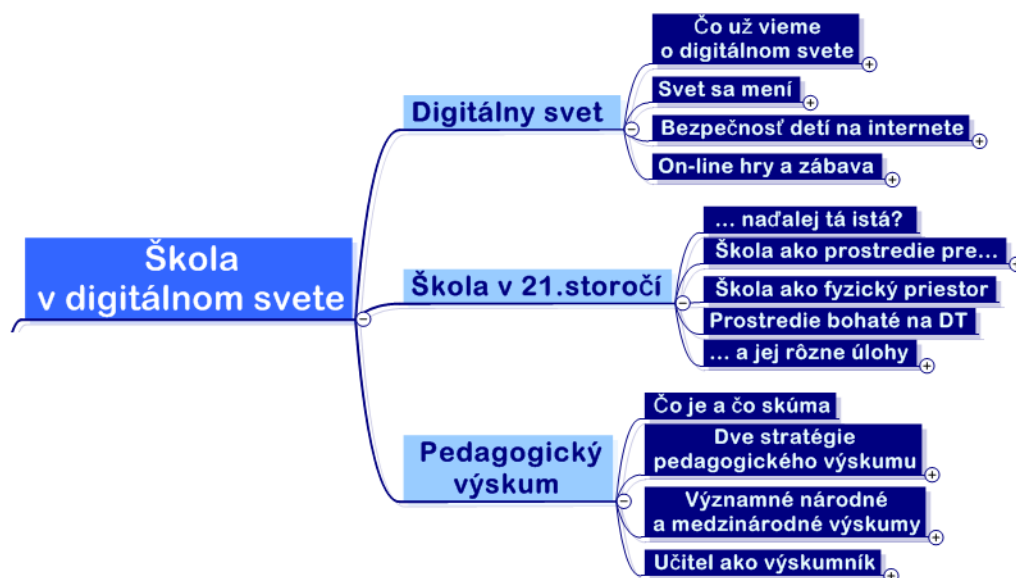 Škola
v digitálnom svete
Digitálny svet
Čo už vieme
o digitálnom svete
Svet sa mení
Bezpečnosť detí na internete
On-line hry a zábava
Škola v 21.storočí
... naďalej tá istá?
Škola ako prostredie pre...
Škola ako fyzický priestor
Prostredie bohaté na DT
... a jej rôzne úlohy
Pedagogický
výskum
Čo je a čo skúma
Dve stratégie
pedagogického výskumu
Významné národné
a medzinárodné výskumy
Učitel ako výskumník